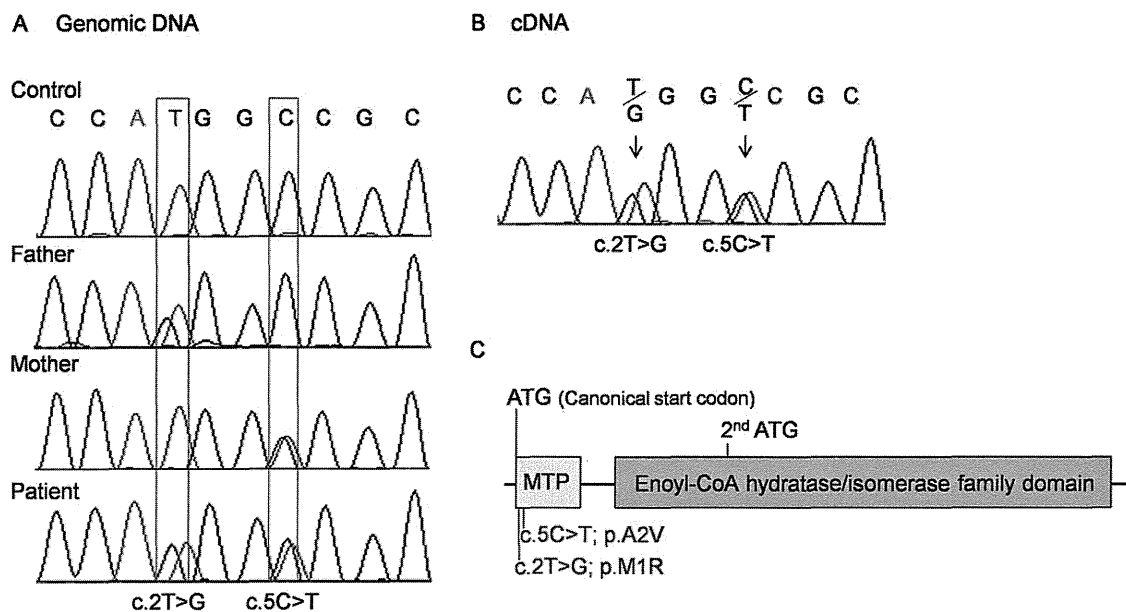 A Genomic DNA
Control
C C A T G G C C G C
Father
Mother
Patient
c.2T>G c.5C>T
B cDNA
C C A T/G G G C/T C G C
c.2T>G c.5C>T
C
ATG (Canonical start codon)
2nd ATG
MTP Enoyl-CoA hydratase/isomerase family domain
c.5C>T; p.A2V
c.2T>G; p.M1R